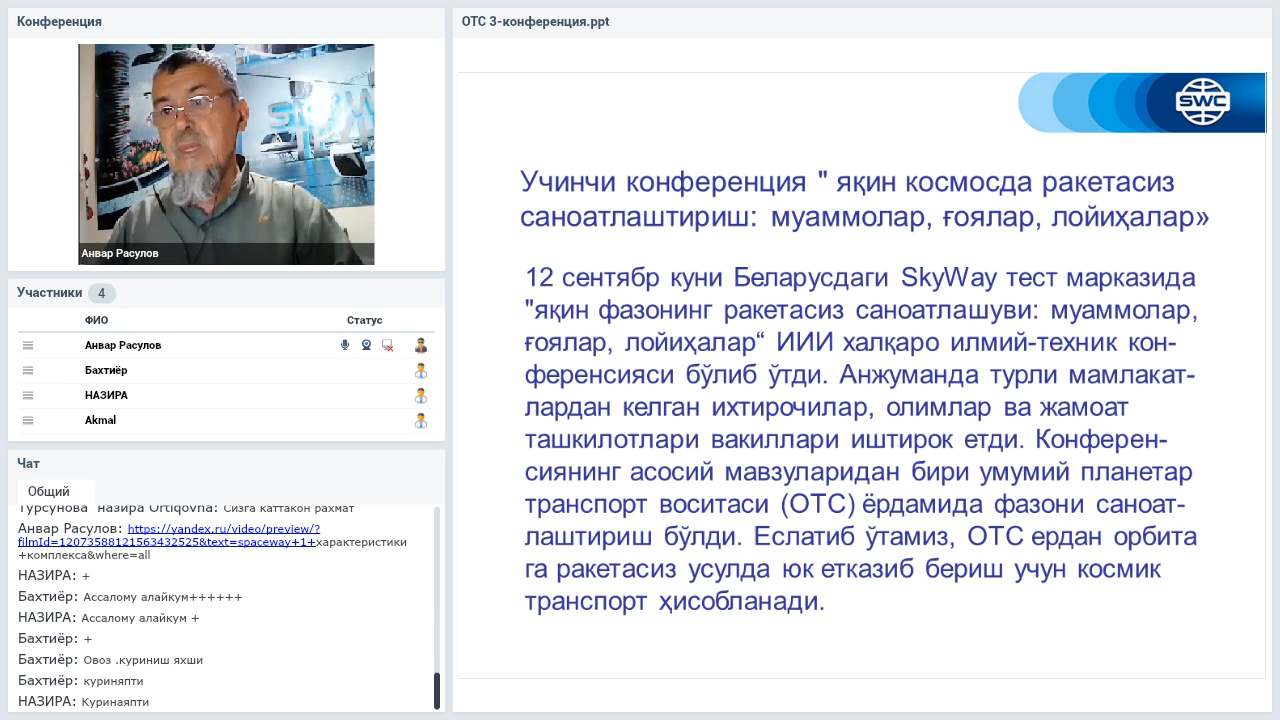 Конференция
Анвар Расулов
Участники 4
ФИО Статус
Анвар Расулов
Бахтиёр
НАЗИРА
Akmal
Чат
Общий
Турсунова назира Ortiqovna: Сизга каттакон рахмат
Анвар Расулов: https://yandex.ru/video/preview/?
filmId=12073588121563432525&text=spaceway+1+характеристики
+комплекса&where=all
НАЗИРА: +
Бахтиёр: Ассалому алайкум++++++
НАЗИРА: Ассалому алайкум +
Бахтиёр: +
Бахтиёр: Овоз .куриниш яхши
Бахтиёр: куриняпти
НАЗИРА: Куринаяпти
ОТС 3-конференция.ppt
SWC
Учинчи конференция " яқин космосда ракетасиз
саноатлаштириш: муаммолар, ғоялар, лойиҳалар»
12 сентябр куни Беларусдаги SkyWay тест марказида
"яқин фазонинг ракетасиз саноатлашуви: муаммолар,
ғоялар, лойиҳалар“ ИИИ халқаро илмий-техник кон-
ференсияси бўлиб ўтди. Анжуманда турли мамлакат-
лардан келган ихтирочилар, олимлар ва жамоат
ташкилотлари вакиллари иштирок етди. Конферен-
сиянинг асосий мавзуларидан бири умумий планетар
транспорт воситаси (ОТС) ёрдамида фазони саноат-
лаштириш бўлди. Еслатиб ўтамиз, ОТС ердан орбита
га ракетасиз усулда юк етказиб бериш учун космик
транспорт ҳисобланади.